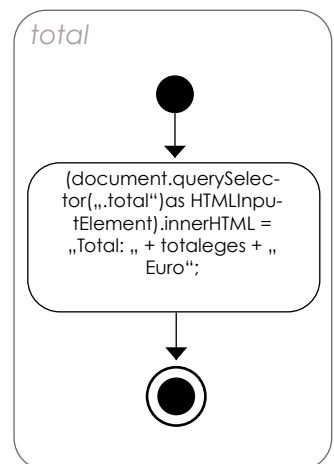 total
(document.querySelec-
tor(„.total“)as HTMLInpu-
tElement).innerHTML =
„Total: „ + totaleges + „
Euro“;